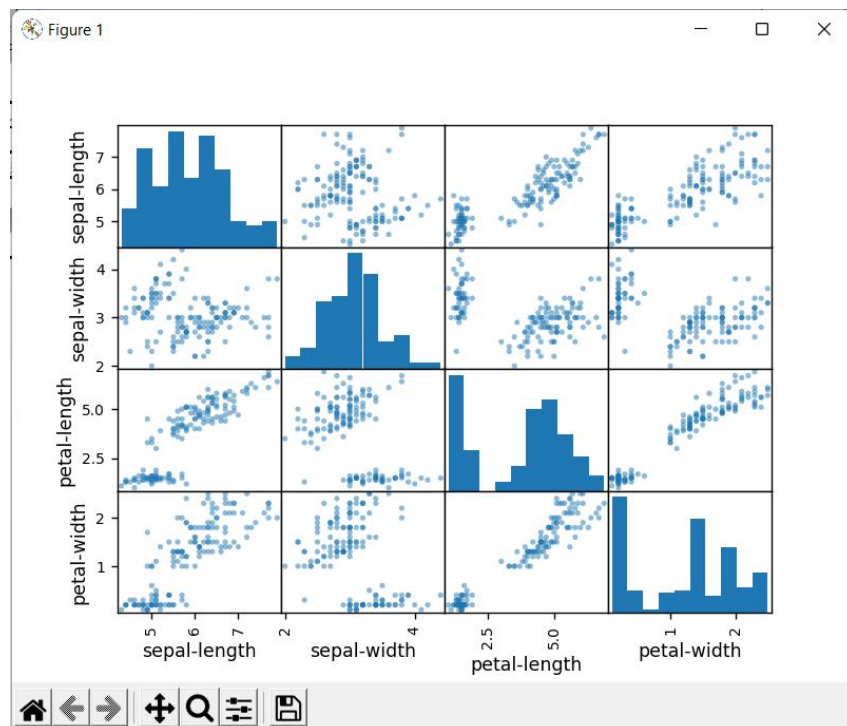 Figure 1
sepal-length
7
6
5
sepal-width
4
3
2
petal-length
5.0
2.5
petal-width
2
1
5 6 7 2 4 2.5 5.0 1 2
sepal-length sepal-width petal-length petal-width